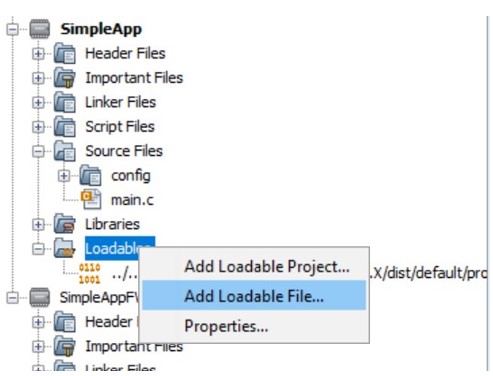 SimpleApp
Header Files
Important Files
Linker Files
Script Files
Source Files
config
main.c
Libraries
Loadables
Add Loadable Project...
../.. .X/dist/default/pro
Add Loadable File...
SimpleAppF
Header
Properties...
Important Files
Linker Files